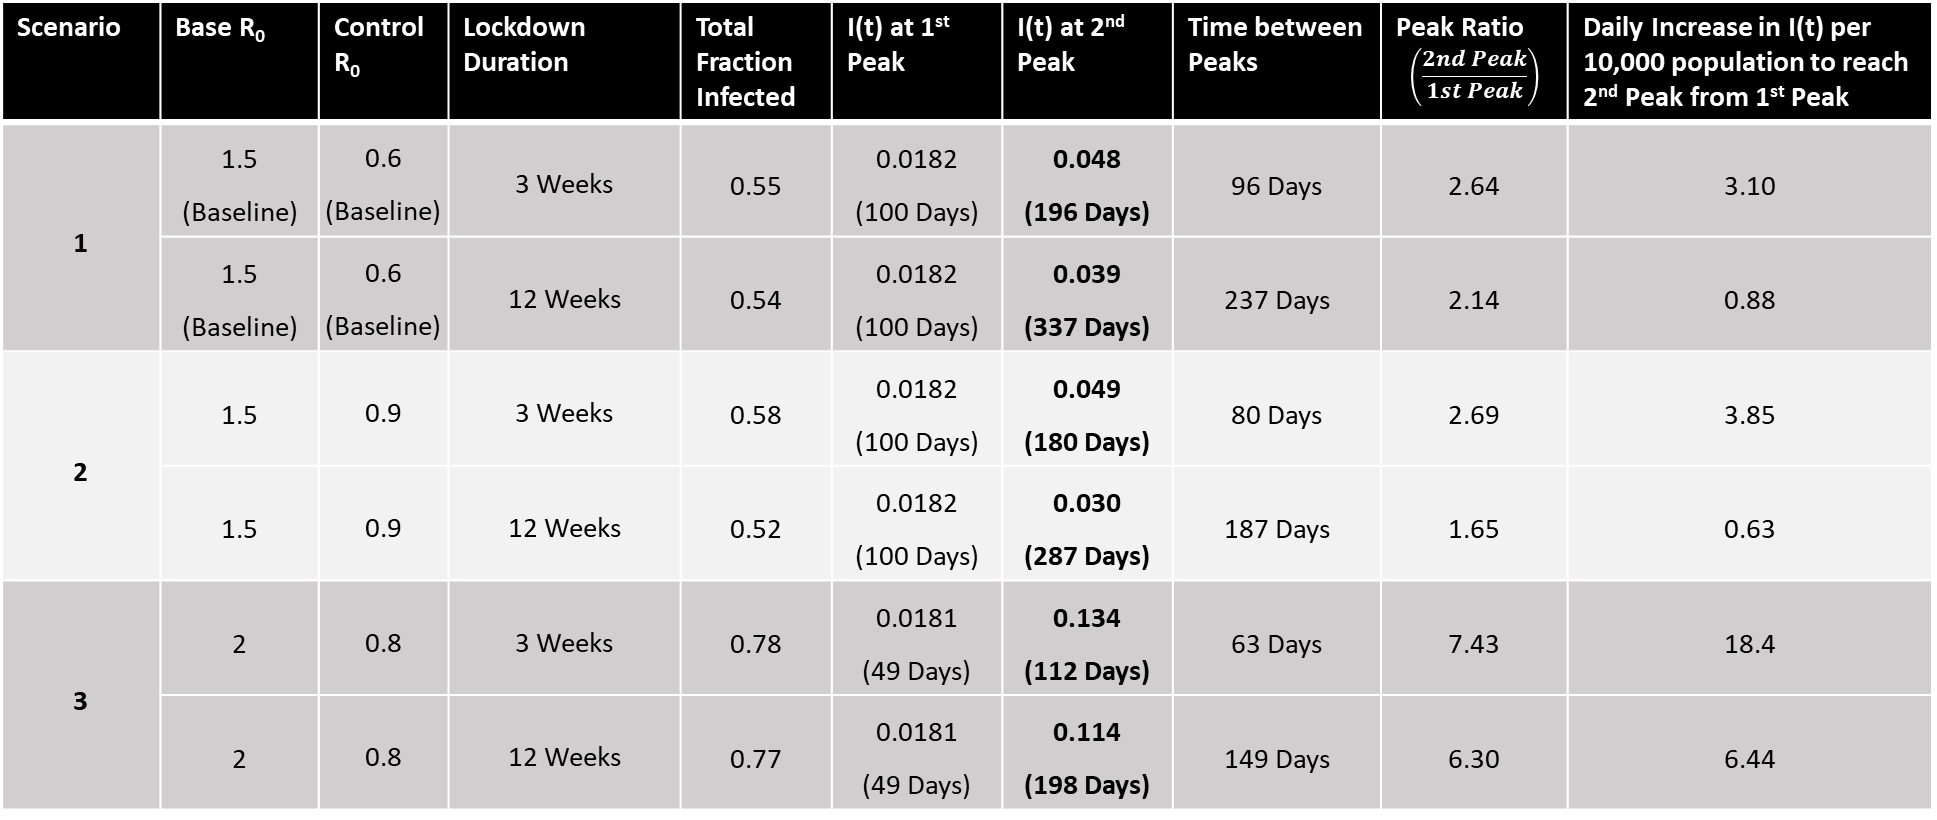 Scenario
Base R0
Control
R0
Lockdown
Duration
Total
Fraction
Infected
I(t) at 1st
Peak
I(t) at 2nd
Peak
Time between
Peaks
Peak Ratio
(2nd Peak / 1st Peak)
Daily Increase in I(t) per
10,000 population to reach
2nd Peak from 1st Peak
1
1.5
(Baseline)
0.6
(Baseline)
3 Weeks
0.55
0.0182
(100 Days)
0.048
(196 Days)
96 Days
2.64
3.10
1.5
(Baseline)
0.6
(Baseline)
12 Weeks
0.54
0.0182
(100 Days)
0.039
(337 Days)
237 Days
2.14
0.88
2
1.5
0.9
3 Weeks
0.58
0.0182
(100 Days)
0.049
(180 Days)
80 Days
2.69
3.85
1.5
0.9
12 Weeks
0.52
0.0182
(100 Days)
0.030
(287 Days)
187 Days
1.65
0.63
3
2
0.8
3 Weeks
0.78
0.0181
(49 Days)
0.134
(112 Days)
63 Days
7.43
18.4
2
0.8
12 Weeks
0.77
0.0181
(49 Days)
0.114
(198 Days)
149 Days
6.30
6.44